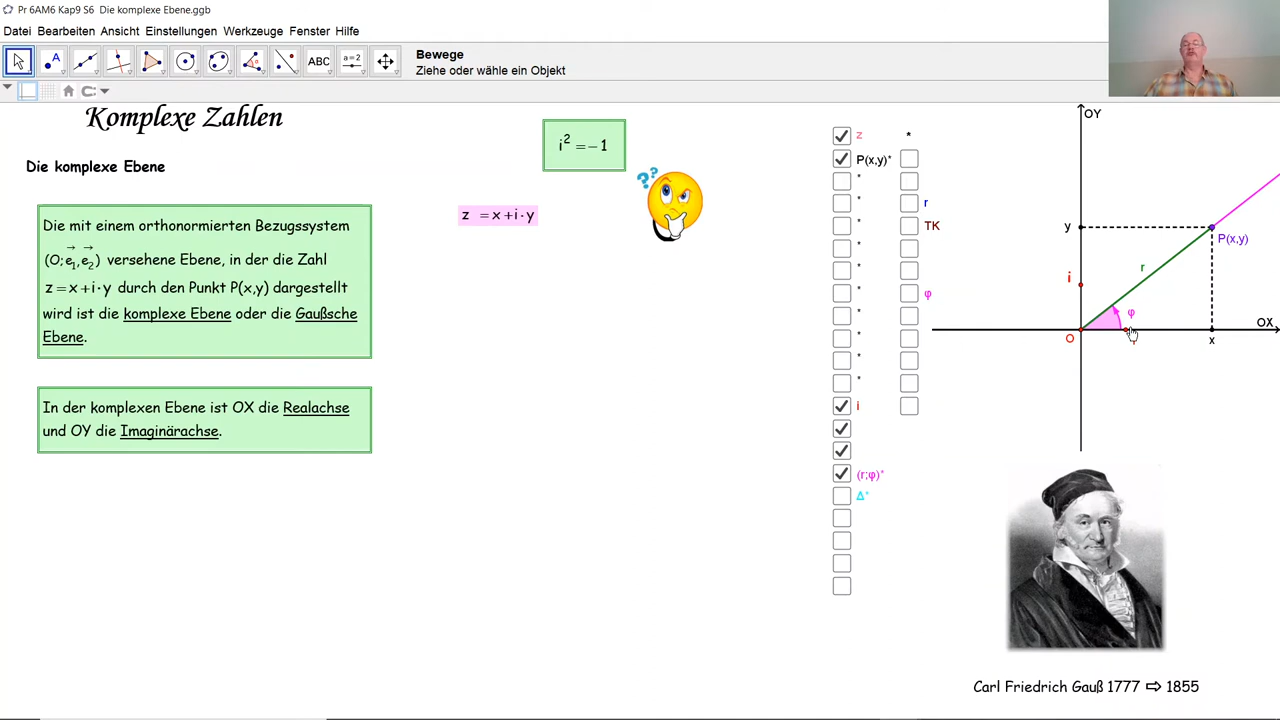 Pr 6AM6 Kap9 S6 Die komplexe Ebene.ggb
Datei Bearbeiten Ansicht Einstellungen Werkzeuge Fenster Hilfe
A
ABC
a=2
Bewege
Ziehe oder wähle ein Objekt
Komplexe Zahlen
Die komplexe Ebene
i² = -1
??
z = x+i·y
Die mit einem orthonormierten Bezugssystem
(O;e₁,e₂) versehene Ebene, in der die Zahl
z=x+i·y durch den Punkt P(x,y) dargestellt
wird ist die komplexe Ebene oder die Gaußsche
Ebene.
In der komplexen Ebene ist OX die Realachse
und OY die Imaginärachse.
z *
P(x,y)*
*
* r
* TK
*
*
* φ
*
*
*
*
i
(r;φ)*
Δ*
OY
y
P(x,y)
r
i
φ
OX
O
x
Carl Friedrich Gauß 1777 ⇨ 1855